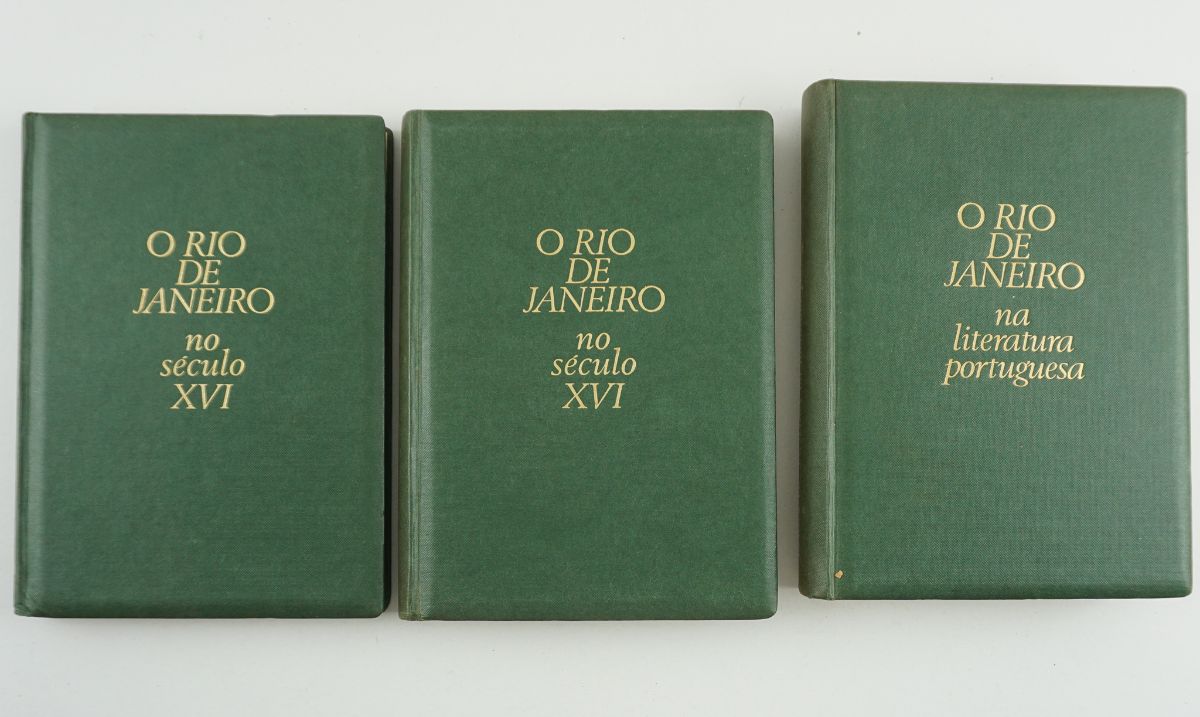 O RIO
DE
JANEIRO
no
século
XVI
O RIO
DE
JANEIRO
no
século
XVI
O RIO
DE
JANEIRO
na
literatura
portuguesa